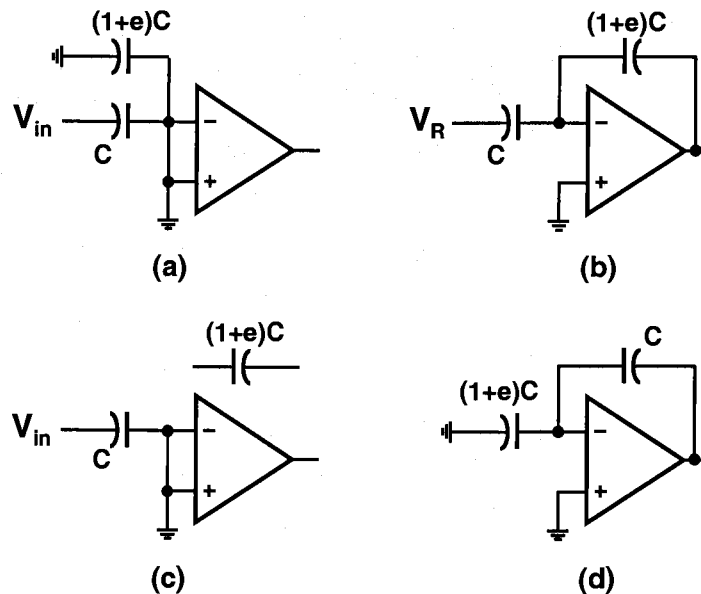 (1+e)C
V_in
C
−
+
(a)
(1+e)C
V_R
C
−
+
(b)
(1+e)C
V_in
C
−
+
(c)
C
(1+e)C
−
+
(d)